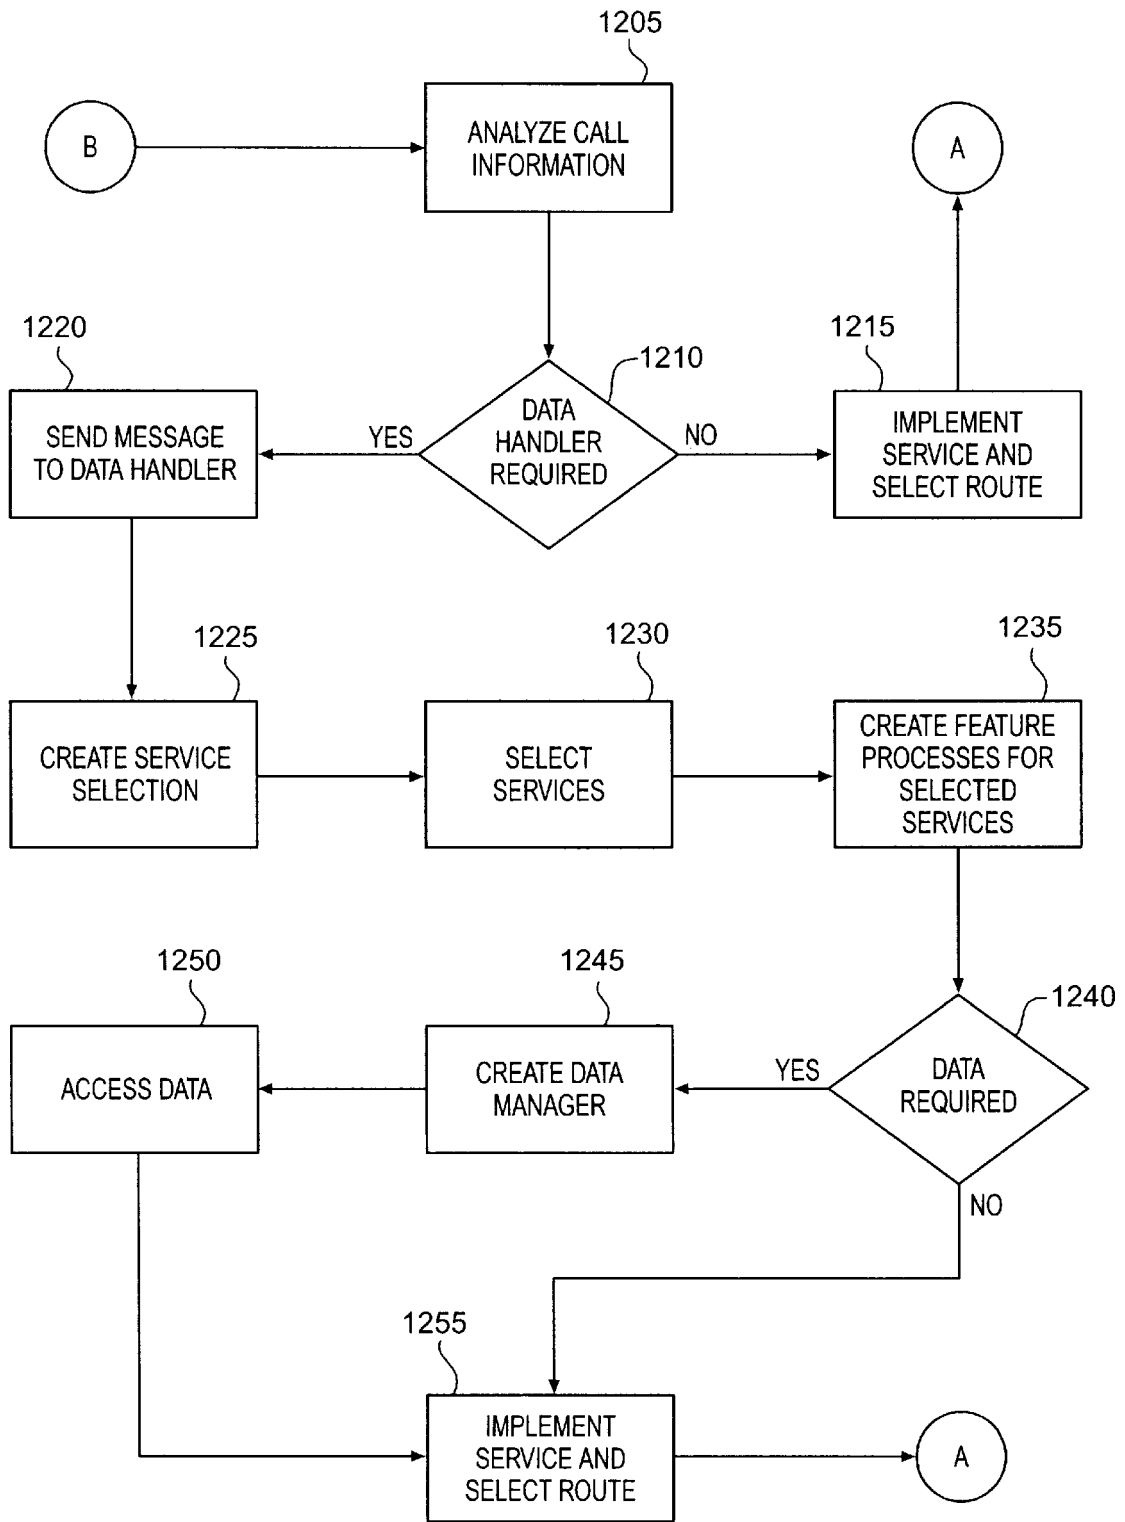 1205
B
ANALYZE CALL
INFORMATION
A
1220
1210
1215
SEND MESSAGE
TO DATA HANDLER
YES
DATA
HANDLER
REQUIRED
NO
IMPLEMENT
SERVICE AND
SELECT ROUTE
1225
1230
1235
CREATE SERVICE
SELECTION
SELECT
SERVICES
CREATE FEATURE
PROCESSES FOR
SELECTED
SERVICES
1250
1245
1240
ACCESS DATA
CREATE DATA
MANAGER
YES
DATA
REQUIRED
NO
1255
IMPLEMENT
SERVICE AND
SELECT ROUTE
A